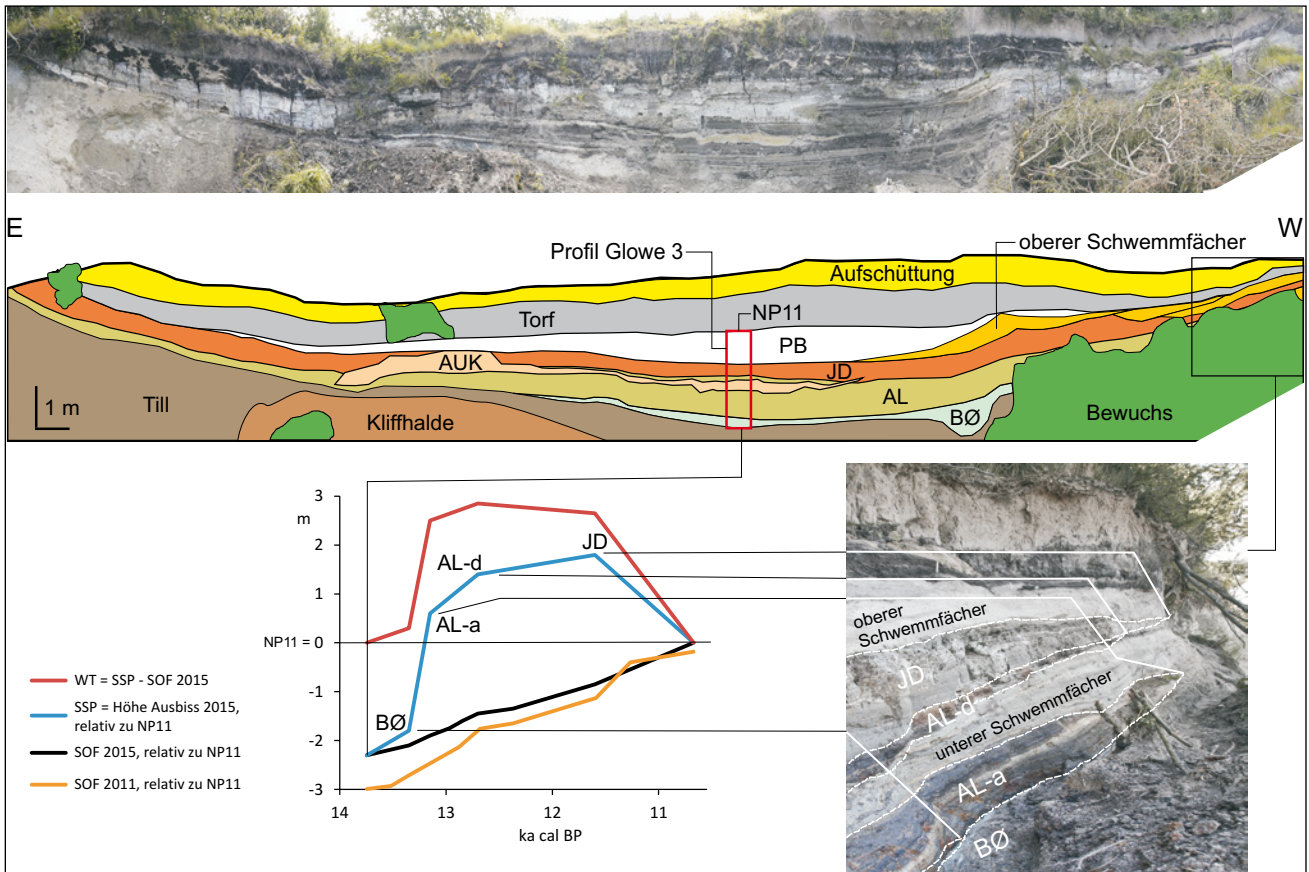 E
W
Profil Glowe 3
oberer Schwemmfächer
Aufschüttung
NP11
Torf
PB
AUK
JD
AL
1 m
Till
BØ
Kliffhalde
Bewuchs
3
m
2
1
NP11 = 0
-1
-2
-3
JD
AL-d
AL-a
BØ
14
13
12
11
ka cal BP
WT = SSP - SOF 2015
SSP = Höhe Ausbiss 2015,
relativ zu NP11
SOF 2015, relativ zu NP11
SOF 2011, relativ zu NP11
oberer
Schwemmfächer
JD
AL-d
unterer Schwemmfächer
AL-a
BØ